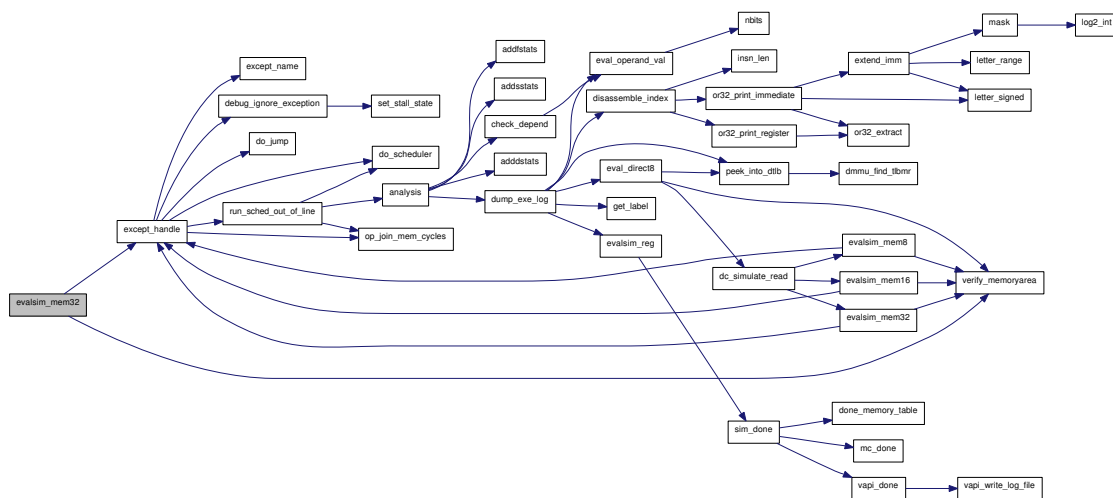 nbits
mask
log2_int
addfstats
eval_operand_val
insn_len
extend_imm
letter_range
except_name
addsstats
disassemble_index
or32_print_immediate
letter_signed
debug_ignore_exception
set_stall_state
check_depend
or32_print_register
or32_extract
do_jump
do_scheduler
adddstats
eval_direct8
peek_into_dtlb
dmmu_find_tlbmr
analysis
dump_exe_log
get_label
run_sched_out_of_line
except_handle
op_join_mem_cycles
evalsim_reg
evalsim_mem8
dc_simulate_read
evalsim_mem16
verify_memoryarea
evalsim_mem32
evalsim_mem32
done_memory_table
sim_done
mc_done
vapi_done
vapi_write_log_file